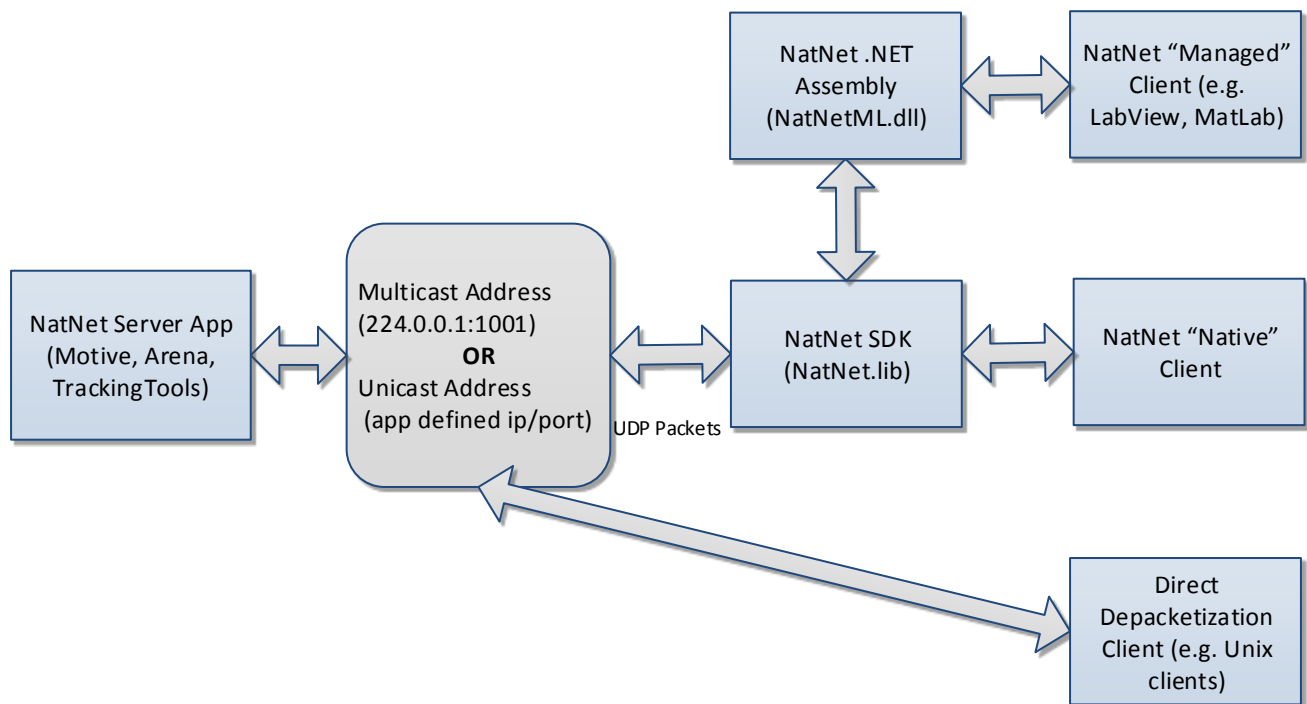 NatNet .NET
Assembly
(NatNetML.dll)
NatNet “Managed”
Client (e.g.
LabView, MatLab)
NatNet Server App
(Motive, Arena,
TrackingTools)
Multicast Address
(224.0.0.1:1001)
OR
Unicast Address
(app defined ip/port)
UDP Packets
NatNet SDK
(NatNet.lib)
NatNet “Native”
Client
Direct
Depacketization
Client (e.g. Unix
clients)